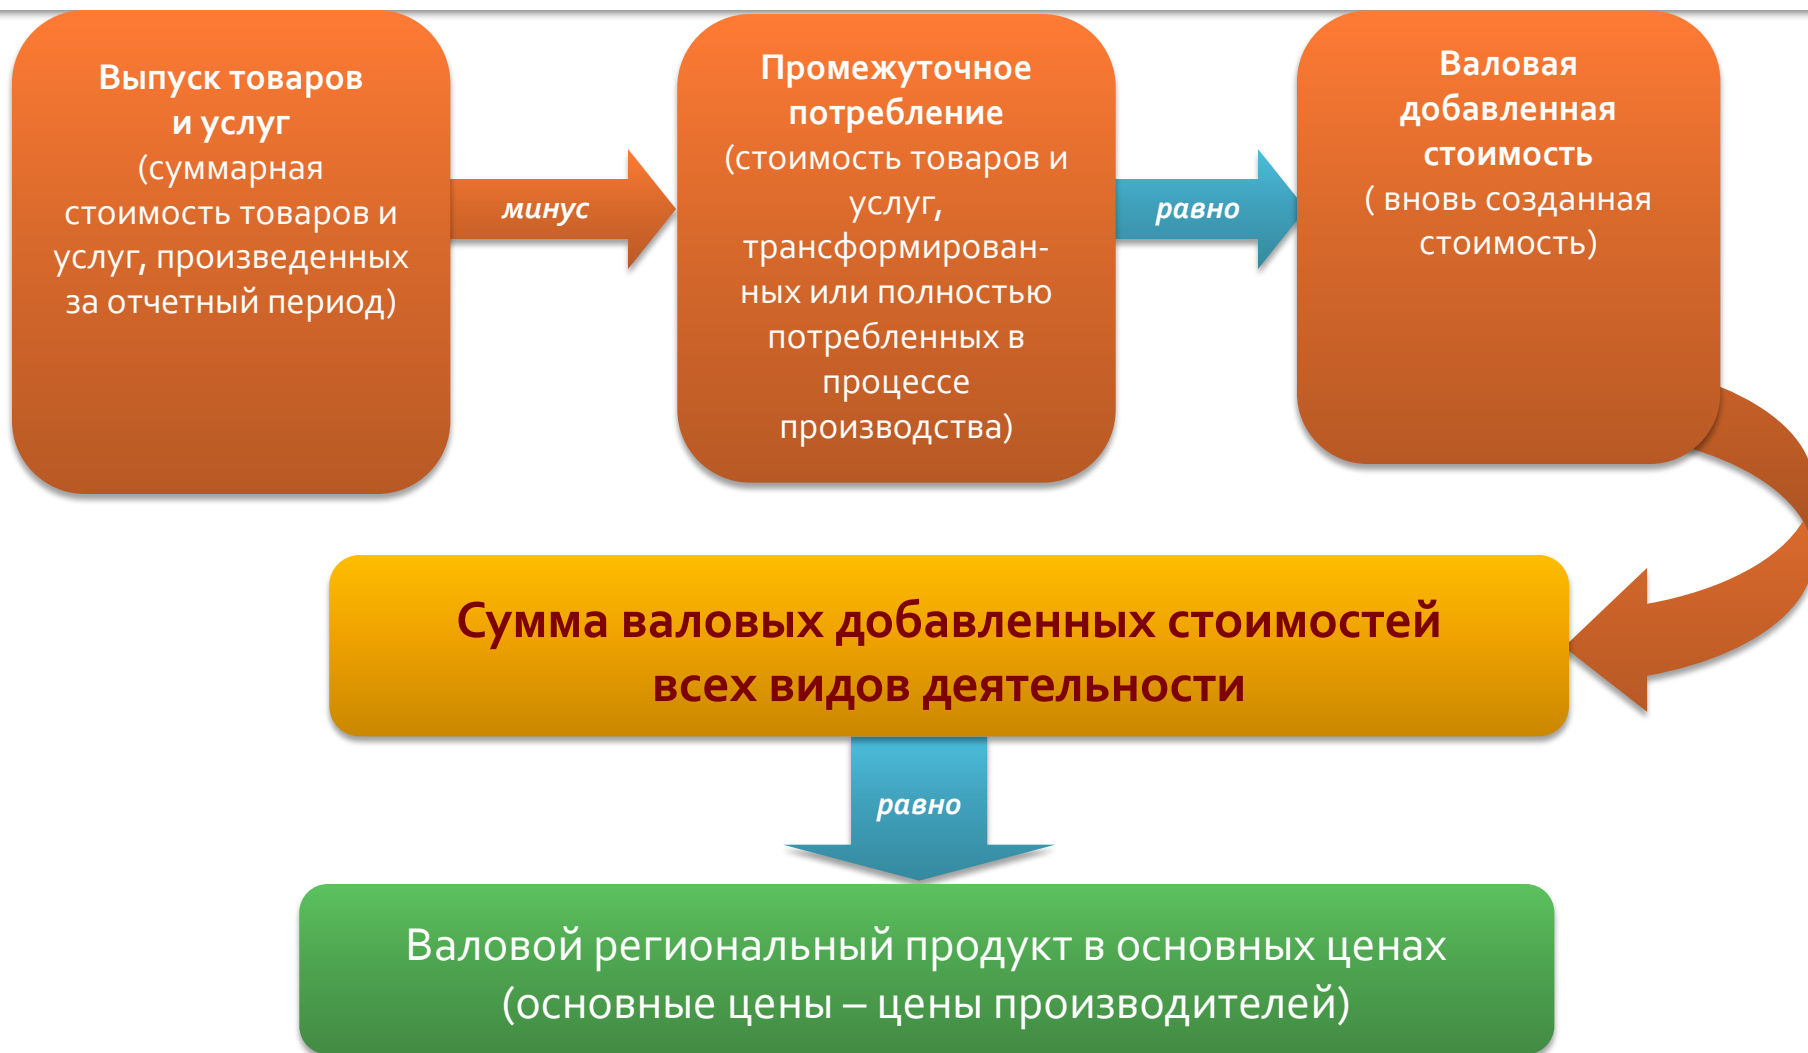 Выпуск товаров
и услуг
(суммарная
стоимость товаров и
услуг, произведенных
за отчетный период)
минус
Промежуточное
потребление
(стоимость товаров и
услуг,
трансформирован-
ных или полностью
потребленных в
процессе
производства)
равно
Валовая
добавленная
стоимость
( вновь созданная
стоимость)
Сумма валовых добавленных стоимостей
всех видов деятельности
равно
Валовой региональный продукт в основных ценах
(основные цены – цены производителей)